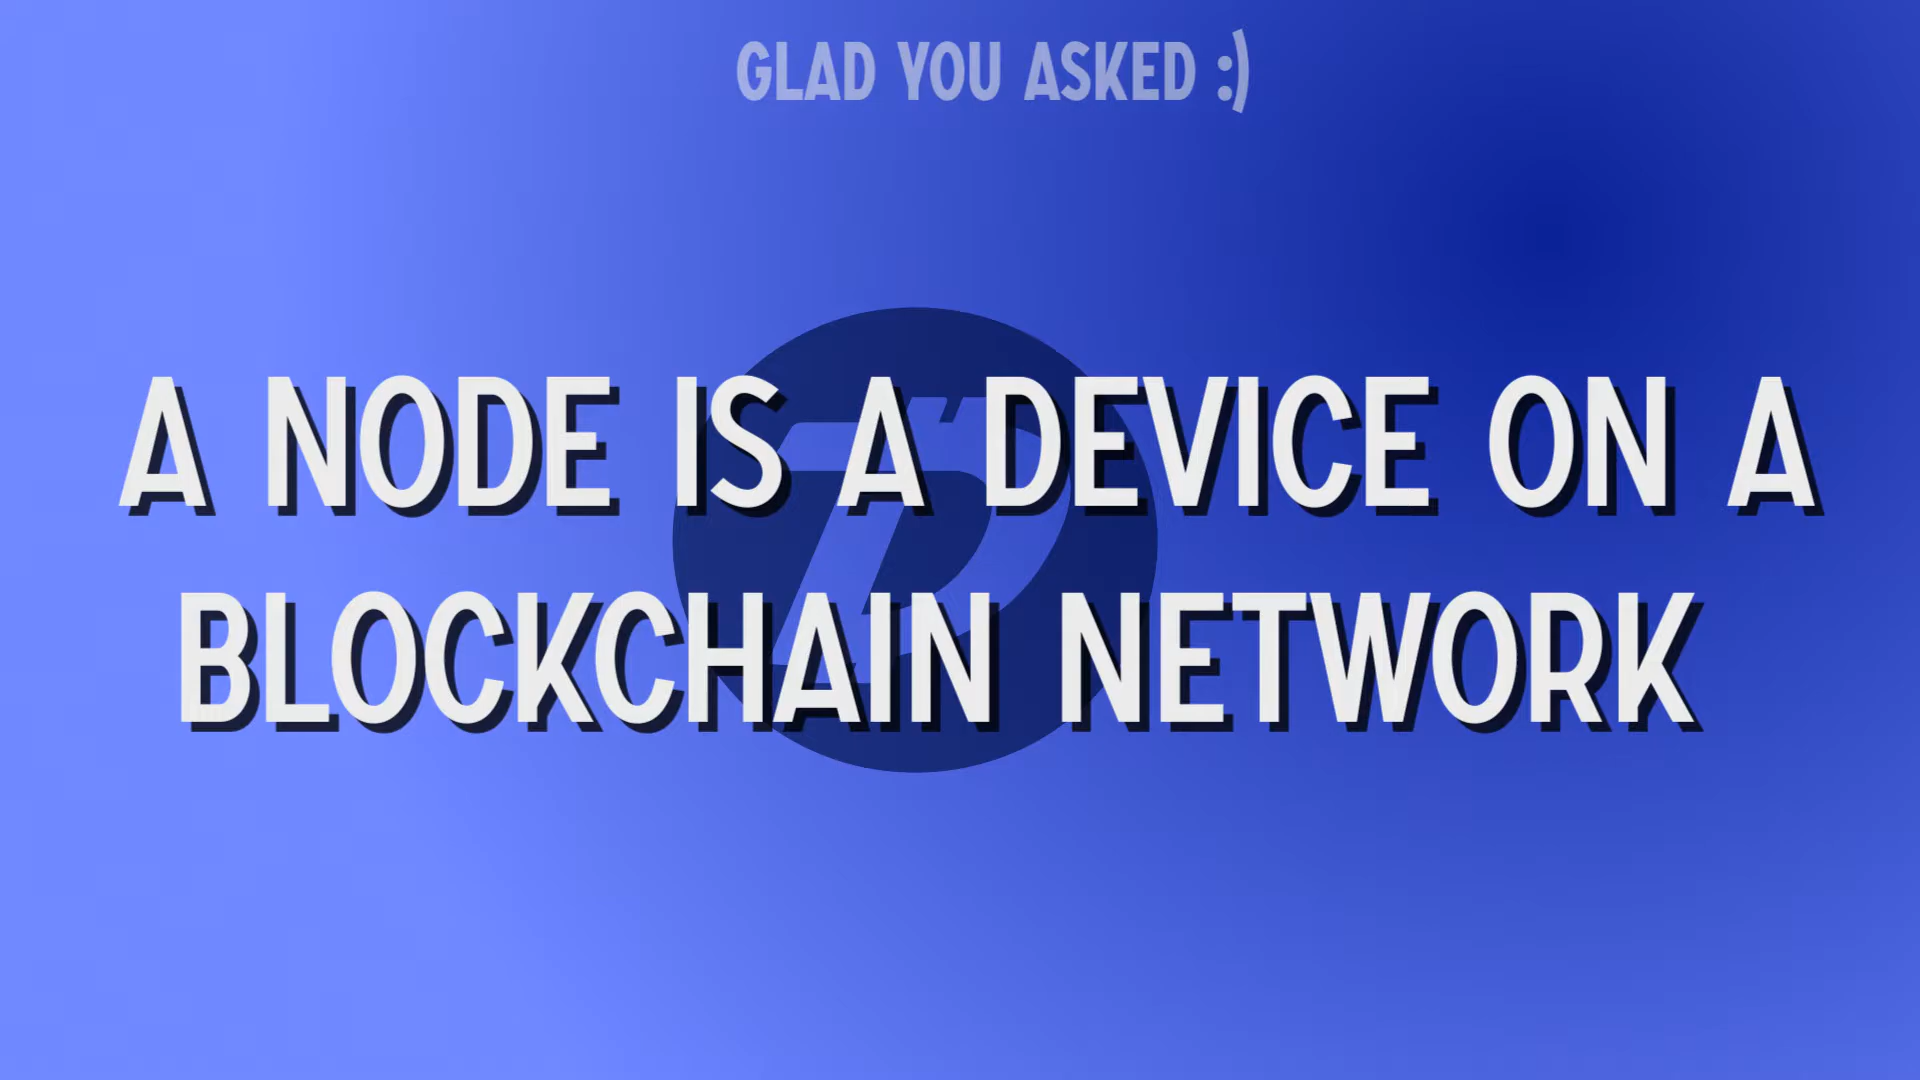 GLAD YOU ASKED :)
A NODE IS A DEVICE ON A
BLOCKCHAIN NETWORK